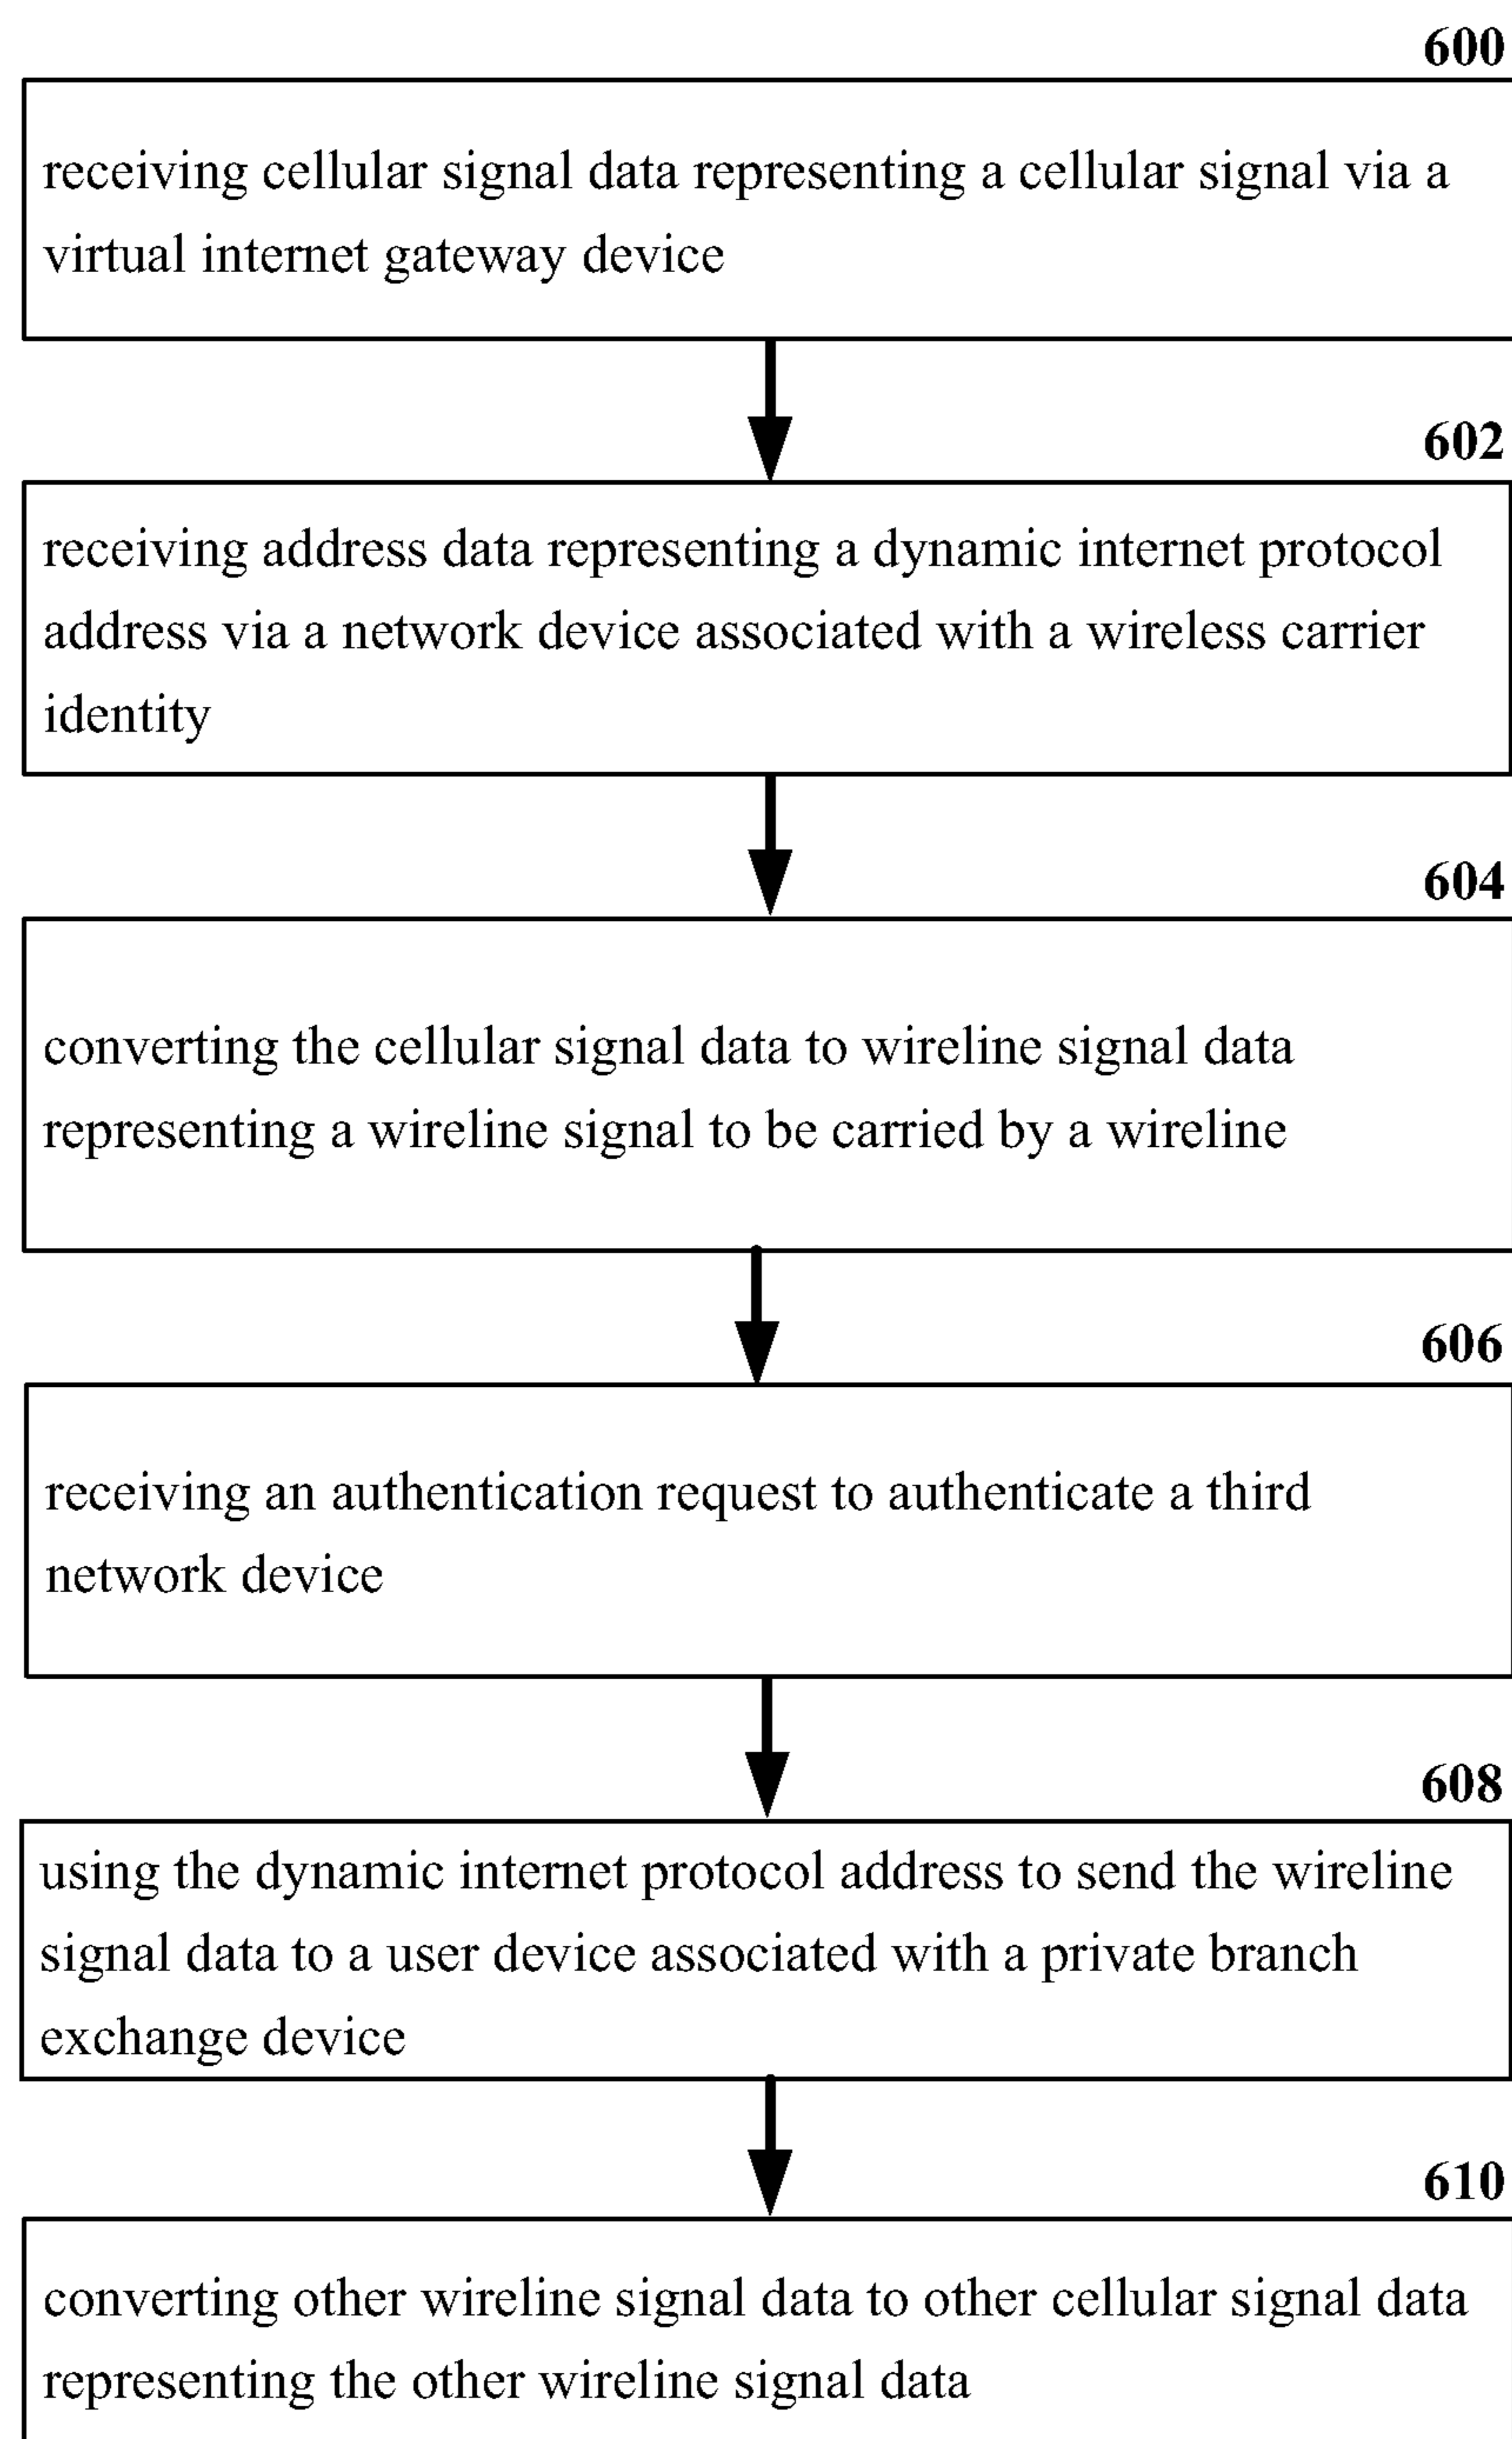 600
receiving cellular signal data representing a cellular signal via a
virtual internet gateway device
602
receiving address data representing a dynamic internet protocol
address via a network device associated with a wireless carrier
identity
604
converting the cellular signal data to wireline signal data
representing a wireline signal to be carried by a wireline
606
receiving an authentication request to authenticate a third
network device
608
using the dynamic internet protocol address to send the wireline
signal data to a user device associated with a private branch
exchange device
610
converting other wireline signal data to other cellular signal data
representing the other wireline signal data